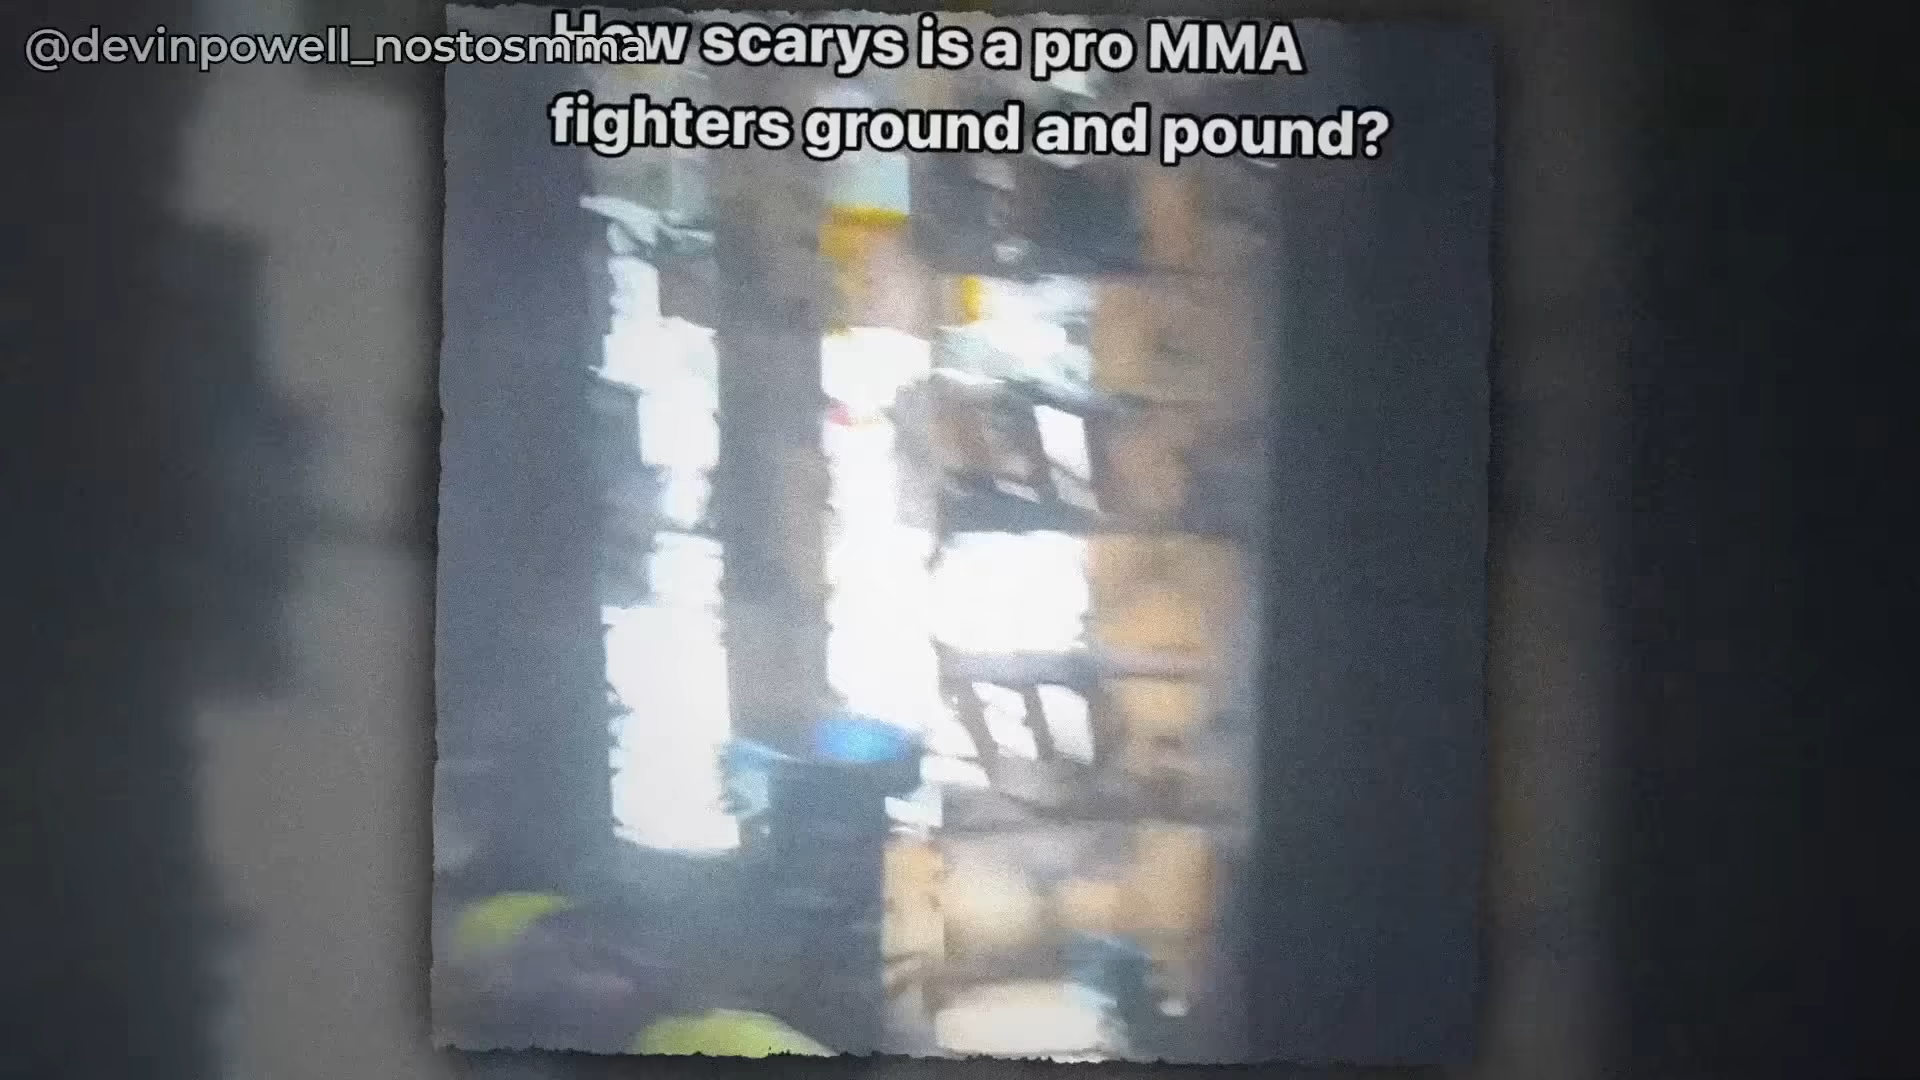 @devinpowell_nostosmma
How scarys is a pro MMA
fighters ground and pound?